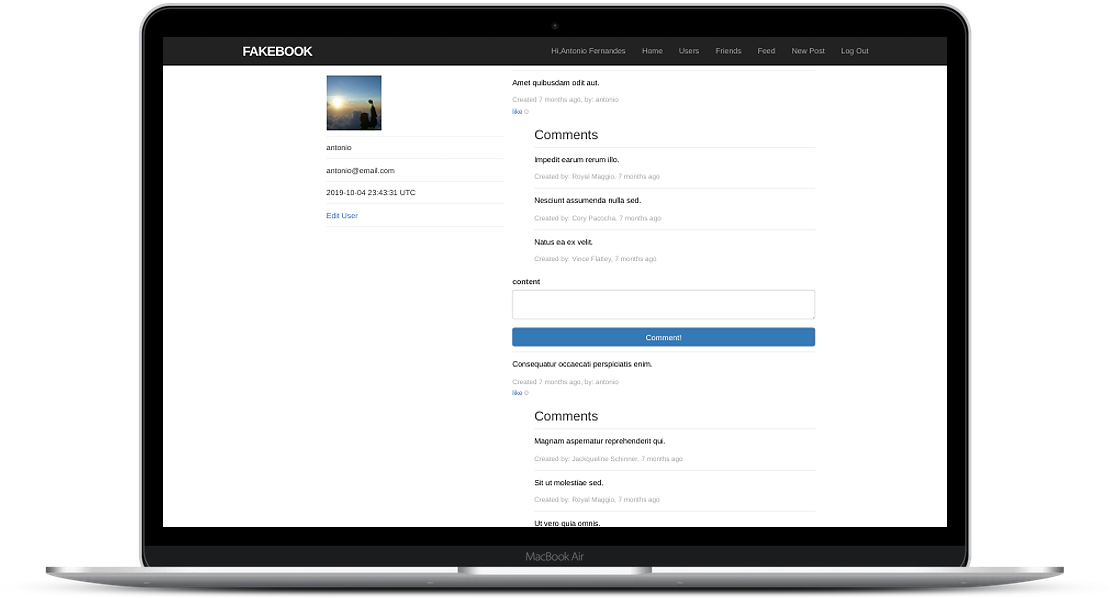 FAKEBOOK
Hi,Antonio Fernandes Home Users Friends Feed New Post Log Out
antonio
antonio@email.com
2019-10-04 23:43:31 UTC
Edit User
Amet quibusdam odit aut.
Created 7 months ago, by: antonio
like
Comments
Impedit earum rerum illo.
Created by: Royal Maggio, 7 months ago
Nesciunt assumenda nulla sed.
Created by: Cory Pacocha, 7 months ago
Natus ea ex velit.
Created by: Vince Flatley, 7 months ago
content
Comment!
Consequatur occaecati perspiciatis enim.
Created 7 months ago, by: antonio
like
Comments
Magnam aspernatur reprehenderit qui.
Created by: Jackqueline Schinner, 7 months ago
Sit ut molestiae sed.
Created by: Royal Maggio, 7 months ago
Ut vero quia omnis.
MacBook Air